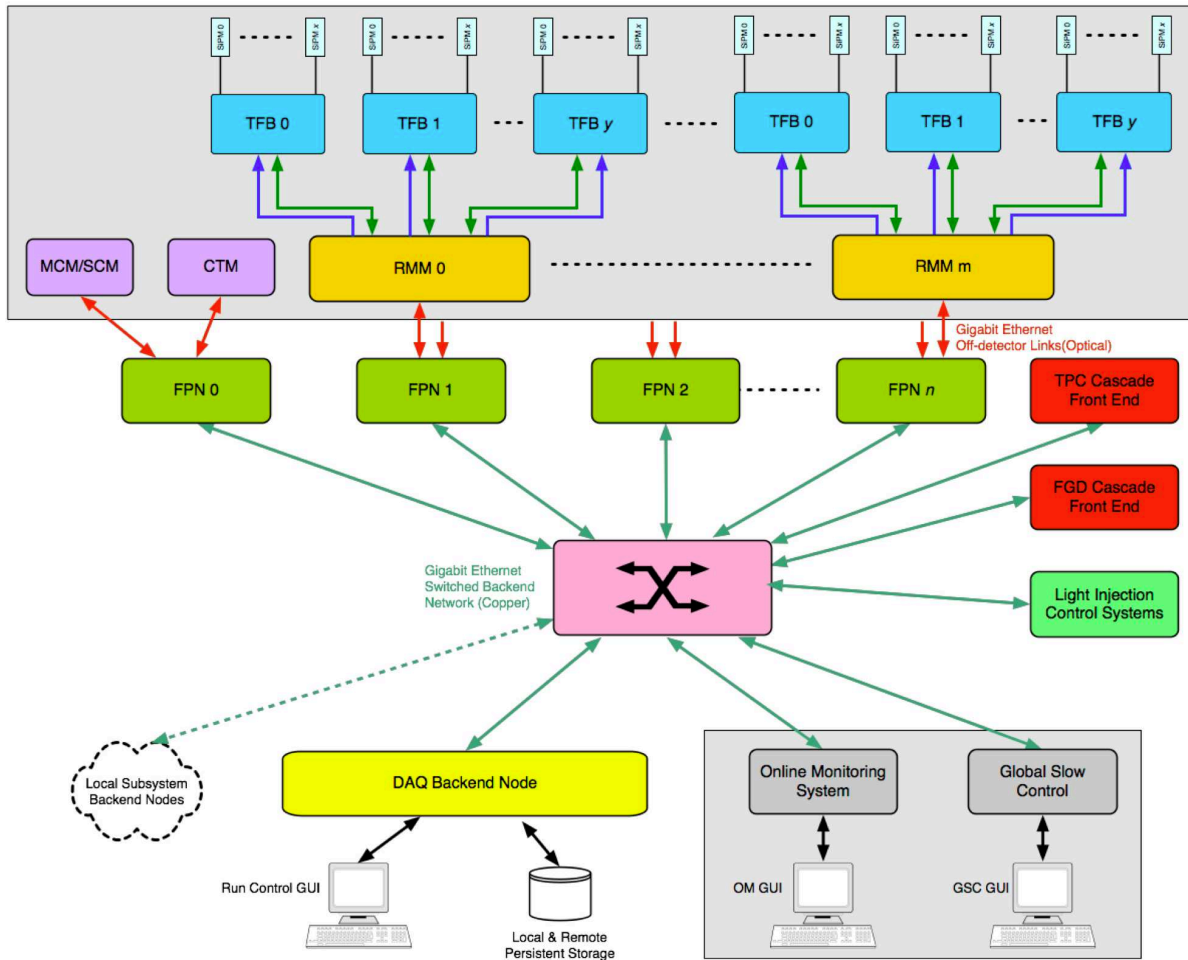 SiPM 0
SiPM x
SiPM 0
SiPM x
SiPM 0
SiPM x
SiPM 0
SiPM x
SiPM 0
SiPM x
SiPM 0
SiPM x
TFB 0
TFB 1
TFB y
TFB 0
TFB 1
TFB y
MCM/SCM
CTM
RMM 0
RMM m
Gigabit Ethernet
Off-detector Links(Optical)
FPN 0
FPN 1
FPN 2
FPN n
TPC Cascade
Front End
FGD Cascade
Front End
Gigabit Ethernet
Switched Backend
Network (Copper)
Light Injection
Control Systems
Local Subsystem
Backend Nodes
DAQ Backend Node
Online Monitoring
System
Global Slow
Control
Run Control GUI
OM GUI
GSC GUI
Local & Remote
Persistent Storage